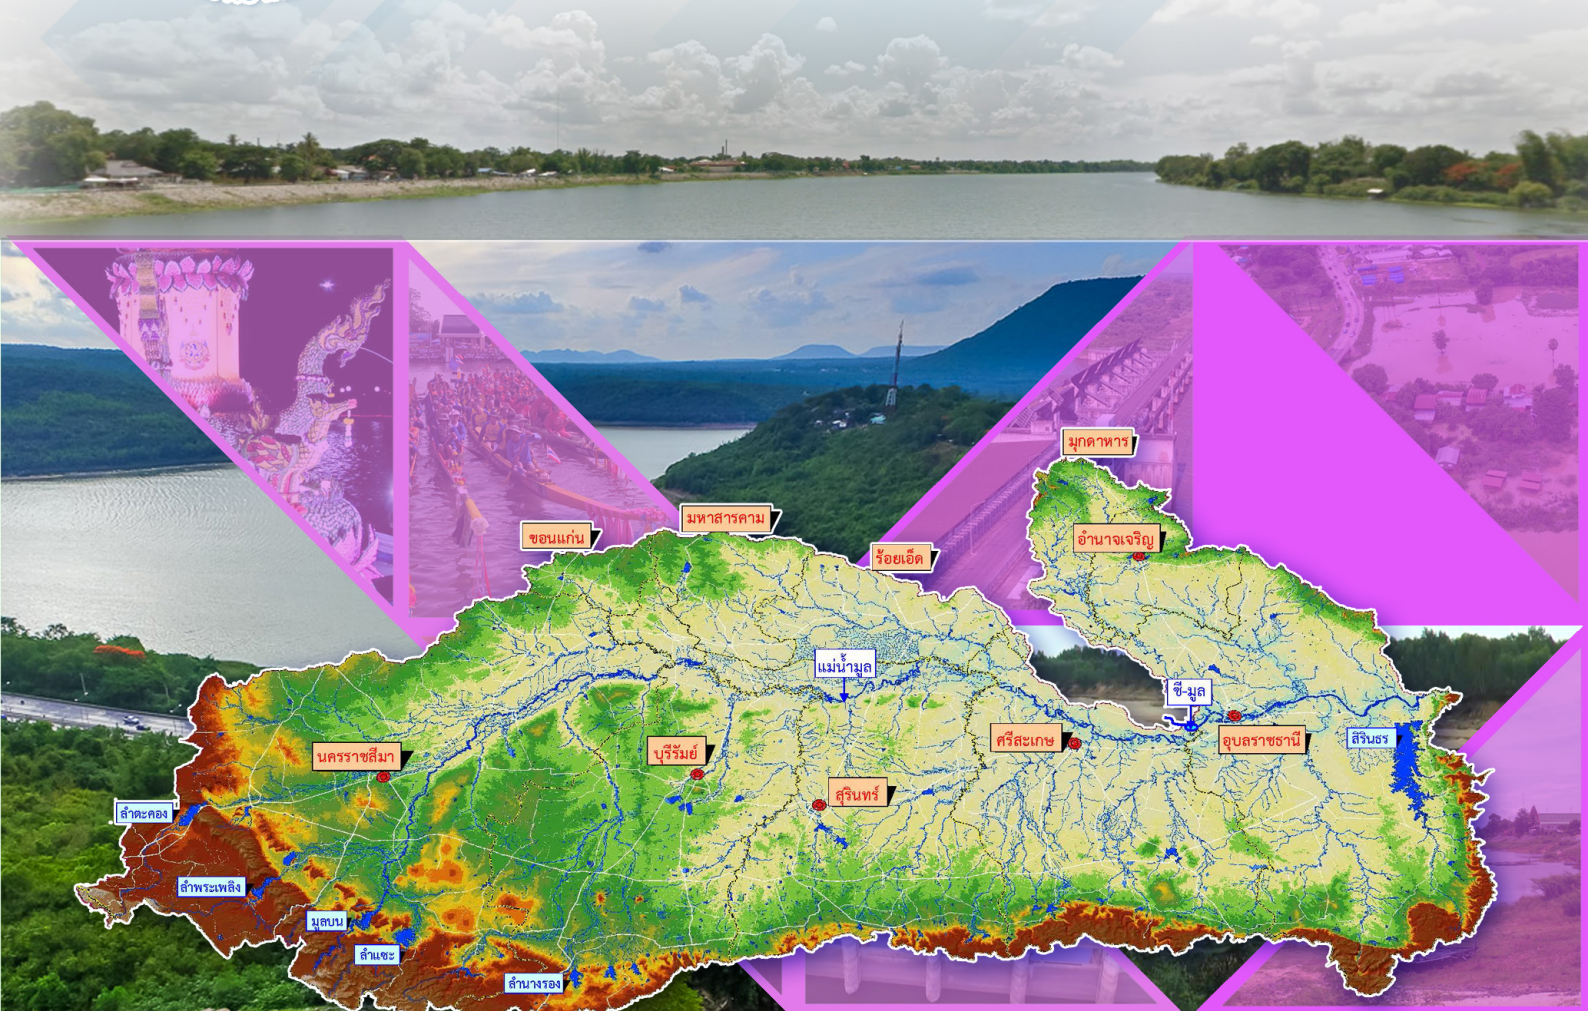 มุกดาหาร
มหาสารคาม
ขอนแก่น
อำนาจเจริญ
ร้อยเอ็ด
แม่น้ำมูล
ชี-มูล
นครราชสีมา
บุรีรัมย์
ศรีสะเกษ
อุบลราชธานี
สิรินธร
สุรินทร์
ลำตะคอง
ลำพระเพลิง
มูลบน
ลำแชะ
ลำนางรอง